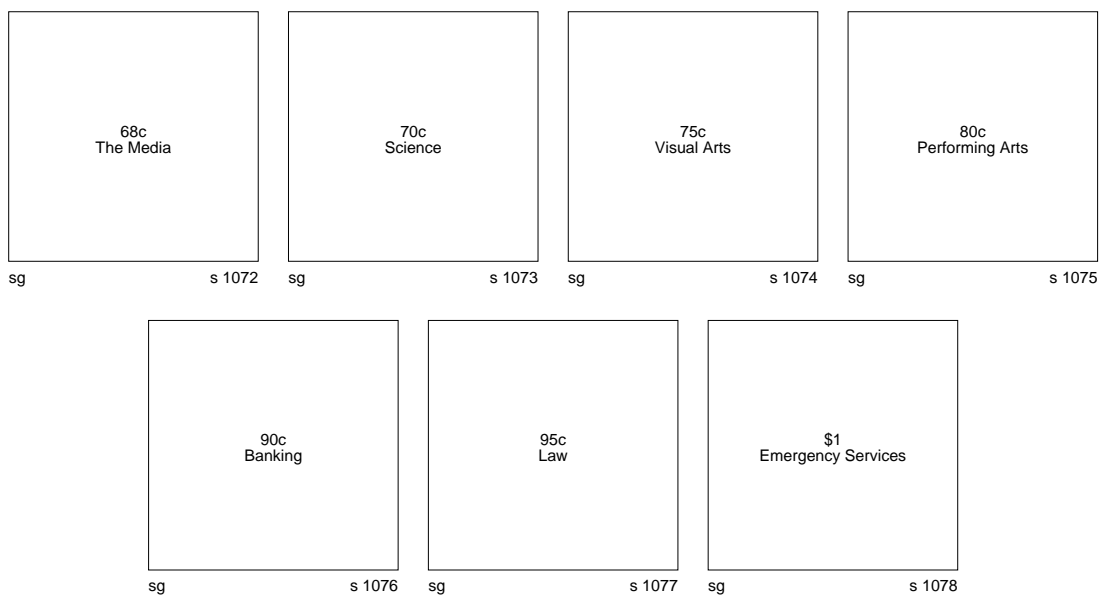 68c
The Media
70c
Science
75c
Visual Arts
80c
Performing Arts
sg s 1072
sg s 1073
sg s 1074
sg s 1075
90c
Banking
95c
Law
$1
Emergency Services
sg s 1076
sg s 1077
sg s 1078